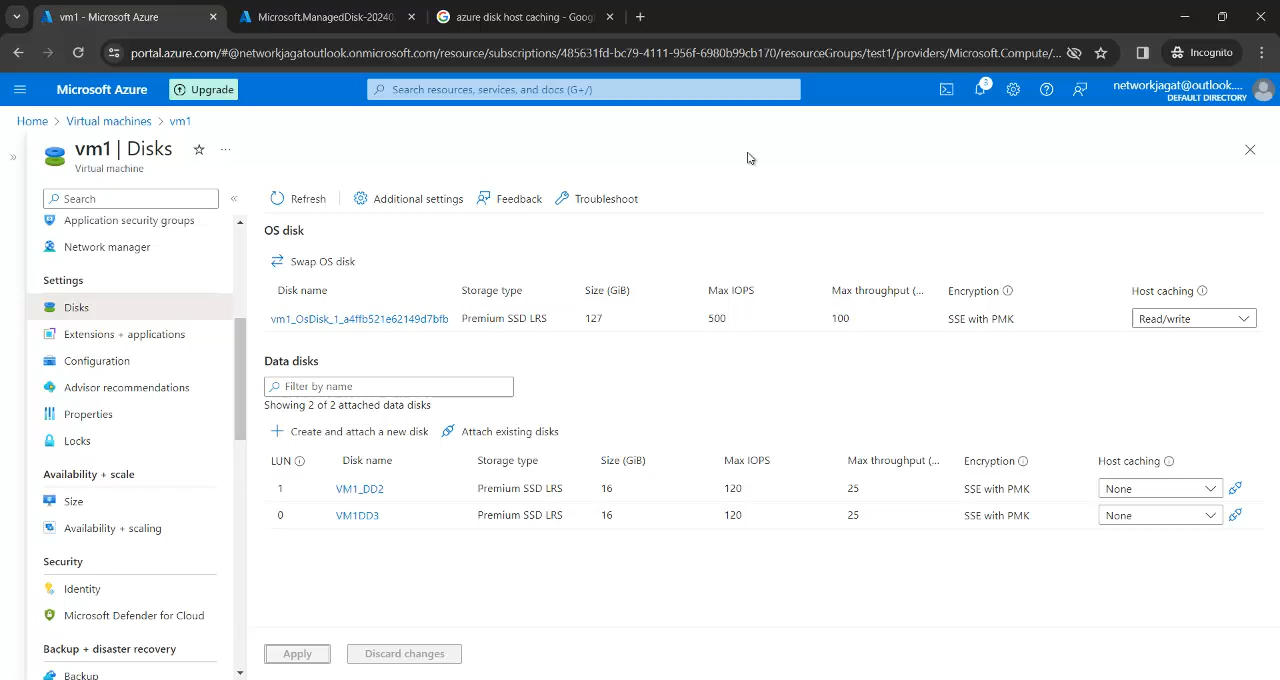 vm1 - Microsoft Azure
Microsoft.ManagedDisk-20240
azure disk host caching - Goog
portal.azure.com/#@networkjagatoutlook.onmicrosoft.com/resource/subscriptions/485631fd-bc79-4111-956f-6980b99cb170/resourceGroups/test1/providers/Microsoft.Compute/...
Incognito
Microsoft Azure
Upgrade
Search resources, services, and docs (G+/)
3
networkjagat@outlook....
DEFAULT DIRECTORY
Home > Virtual machines > vm1
vm1 | Disks
Virtual machine
Search
Application security groups
Network manager
Settings
Disks
Extensions + applications
Configuration
Advisor recommendations
Properties
Locks
Availability + scale
Size
Availability + scaling
Security
Identity
Microsoft Defender for Cloud
Backup + disaster recovery
Backup
Refresh Additional settings Feedback Troubleshoot
OS disk
Swap OS disk
Disk name Storage type Size (GiB) Max IOPS Max throughput (... Encryption Host caching
vm1_OsDisk_1_a4ffb521e62149d7bfb Premium SSD LRS 127 500 100 SSE with PMK Read/write
Data disks
Filter by name
Showing 2 of 2 attached data disks
Create and attach a new disk Attach existing disks
LUN Disk name Storage type Size (GiB) Max IOPS Max throughput (... Encryption Host caching
1 VM1_DD2 Premium SSD LRS 16 120 25 SSE with PMK None
0 VM1DD3 Premium SSD LRS 16 120 25 SSE with PMK None
Apply Discard changes